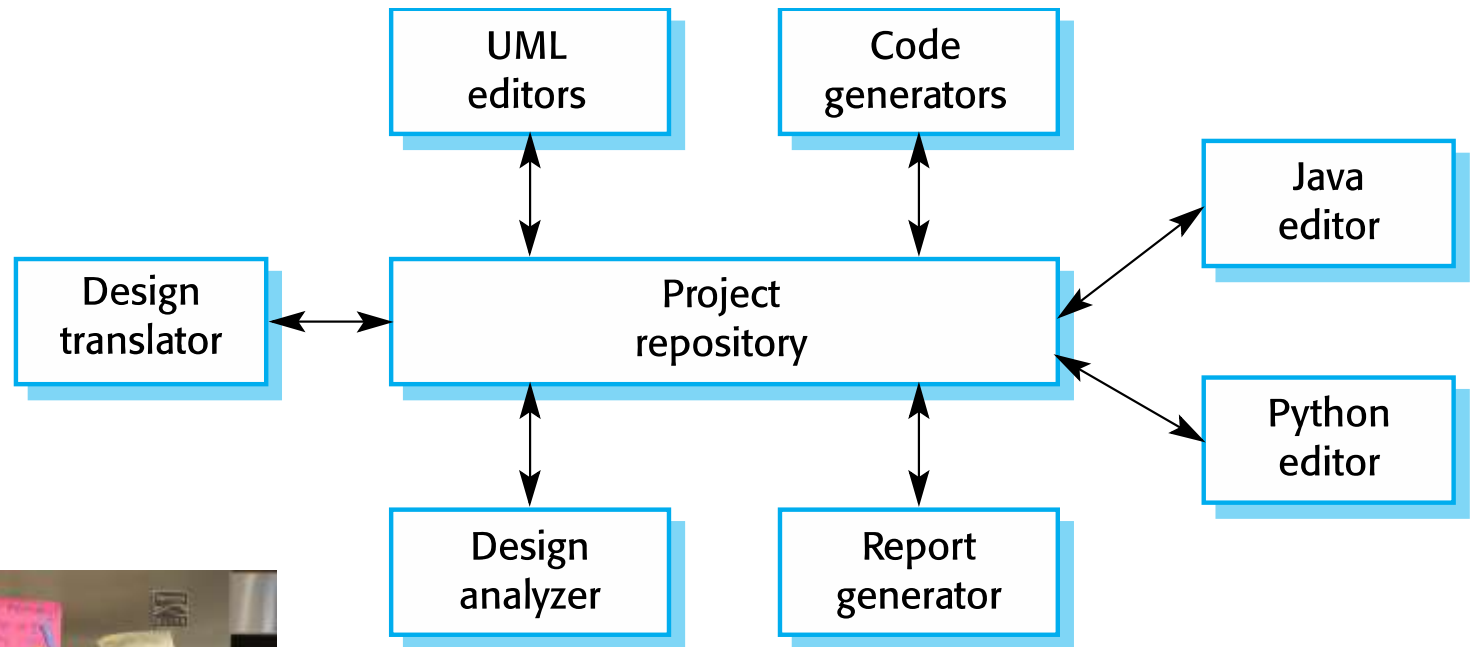 UML
editors
Code
generators
Java
editor
Design
translator
Project
repository
Python
editor
Design
analyzer
Report
generator